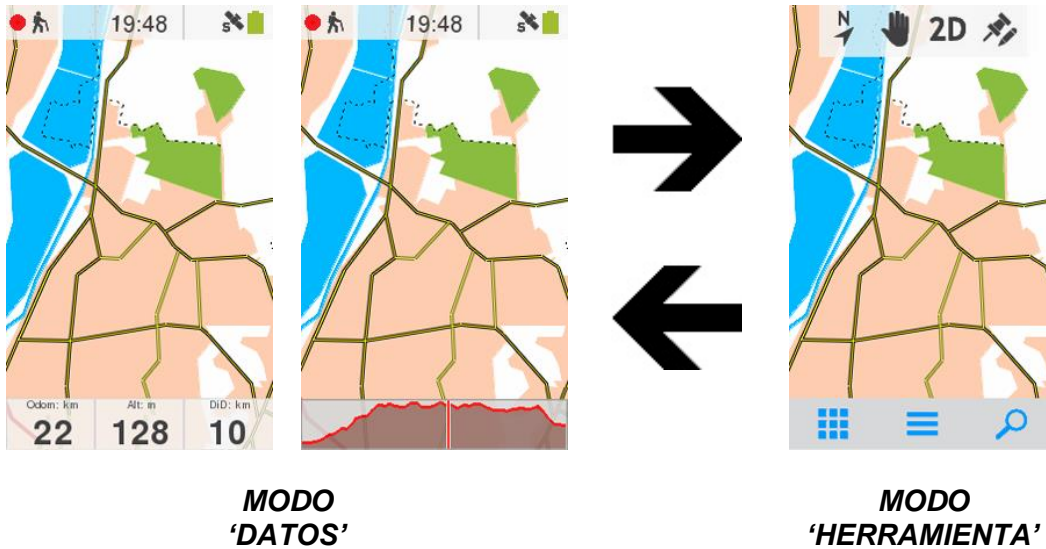 19:48
s
19:48
s
N
2D
Odom: km
Alt: m
DiD: km
22
128
10
MODO
‘DATOS’
MODO
‘HERRAMIENTA’